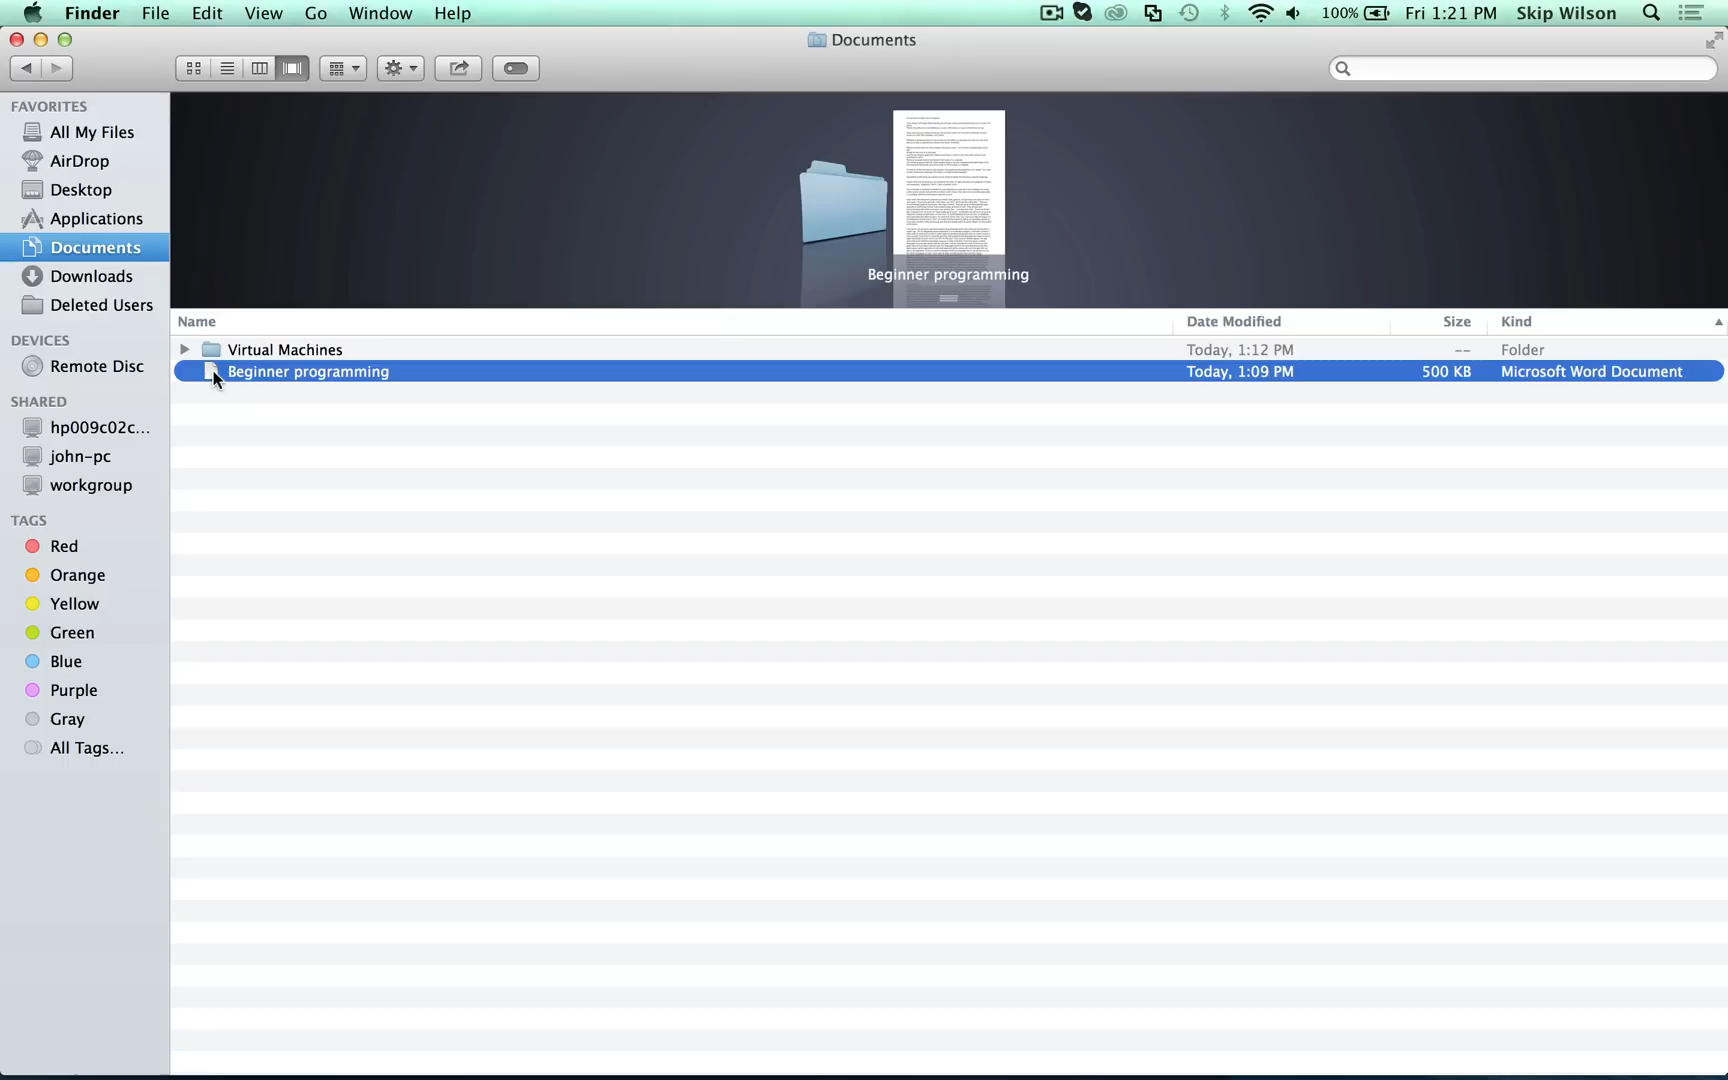 Finder File Edit View Go Window Help 100% Fri 1:21 PM Skip Wilson
Documents
FAVORITES
All My Files
AirDrop
Desktop
Applications
Documents
Downloads
Deleted Users
DEVICES
Remote Disc
SHARED
hp009c02c...
john-pc
workgroup
TAGS
Red
Orange
Yellow
Green
Blue
Purple
Gray
All Tags...
Beginner programming
Name Date Modified Size Kind
Virtual Machines Today, 1:12 PM -- Folder
Beginner programming Today, 1:09 PM 500 KB Microsoft Word Document